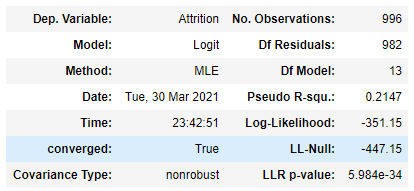 Dep. Variable: Attrition No. Observations: 996
Model: Logit Df Residuals: 982
Method: MLE Df Model: 13
Date: Tue, 30 Mar 2021 Pseudo R-squ.: 0.2147
Time: 23:42:51 Log-Likelihood: -351.15
converged: True LL-Null: -447.15
Covariance Type: nonrobust LLR p-value: 5.984e-34